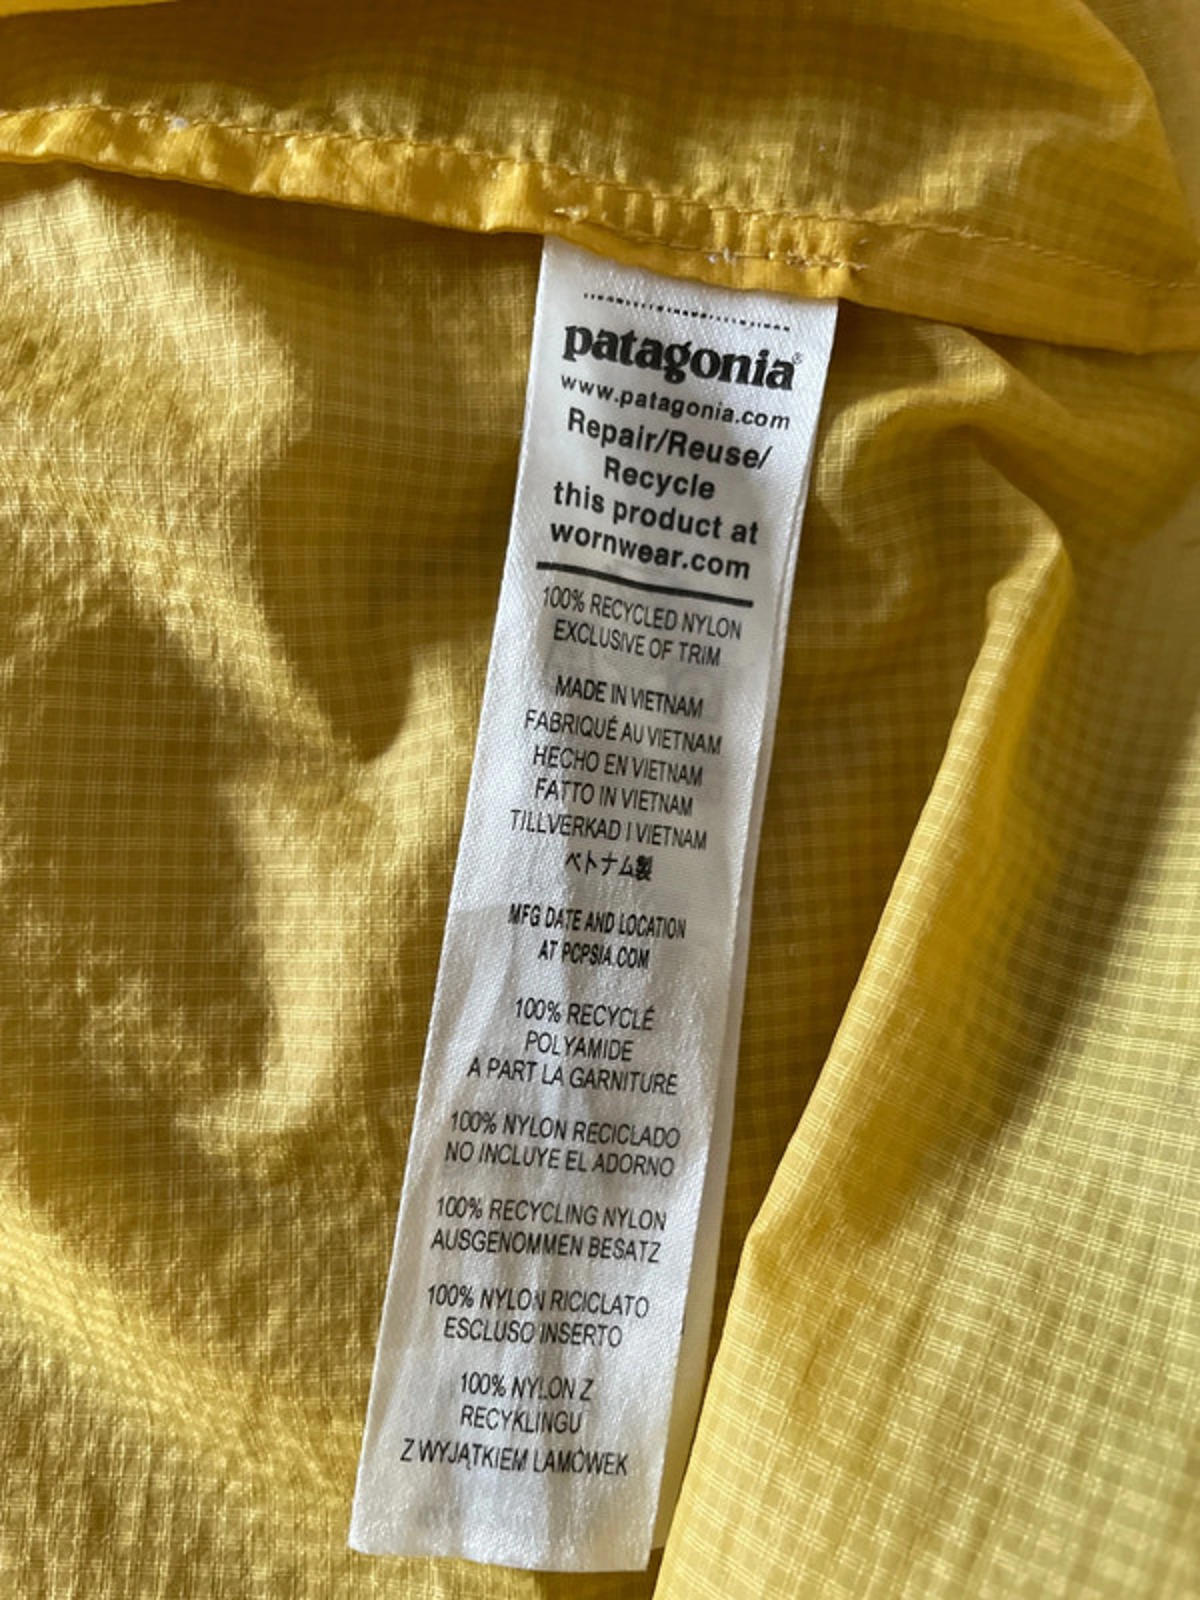 patagonia®
www.patagonia.com
Repair/Reuse/
Recycle
this product at
wornwear.com
100% RECYCLED NYLON
EXCLUSIVE OF TRIM
MADE IN VIETNAM
FABRIQUÉ AU VIETNAM
HECHO EN VIETNAM
FATTO IN VIETNAM
TILLVERKAD I VIETNAM
ベトナム製
MFG DATE AND LOCATION
AT PCPSIA.COM
100% RECYCLÉ
POLYAMIDE
A PART LA GARNITURE
100% NYLON RECICLADO
NO INCLUYE EL ADORNO
100% RECYCLING NYLON
AUSGENOMMEN BESATZ
100% NYLON RICICLATO
ESCLUSO INSERTO
100% NYLON Z
RECYKLINGU
Z WYJĄTKIEM LAMÓWEK